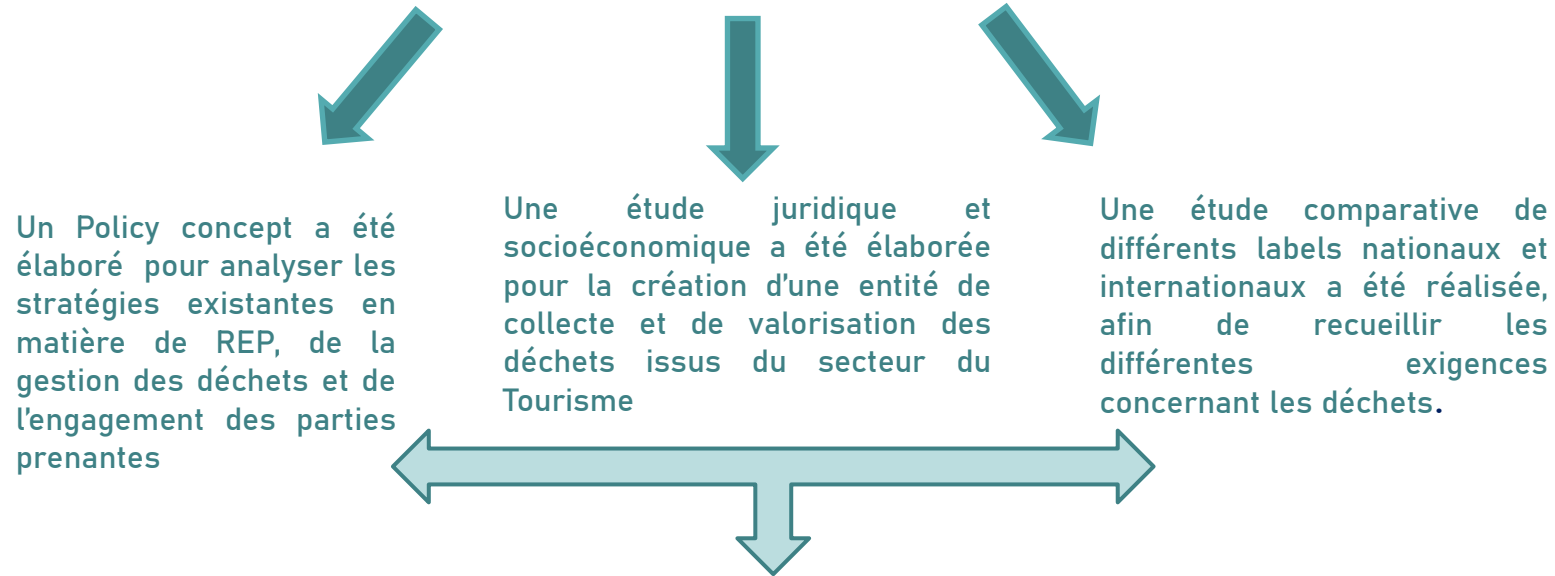 Un Policy concept a été
élaboré pour analyser les
stratégies existantes en
matière de REP, de la
gestion des déchets et de
l'engagement des parties
prenantes
Une étude juridique et
socioéconomique a été élaborée
pour la création d'une entité de
collecte et de valorisation des
déchets issus du secteur du
Tourisme
Une étude comparative de
différents labels nationaux et
internationaux a été réalisée,
afin de recueillir les
différentes exigences
concernant les déchets.